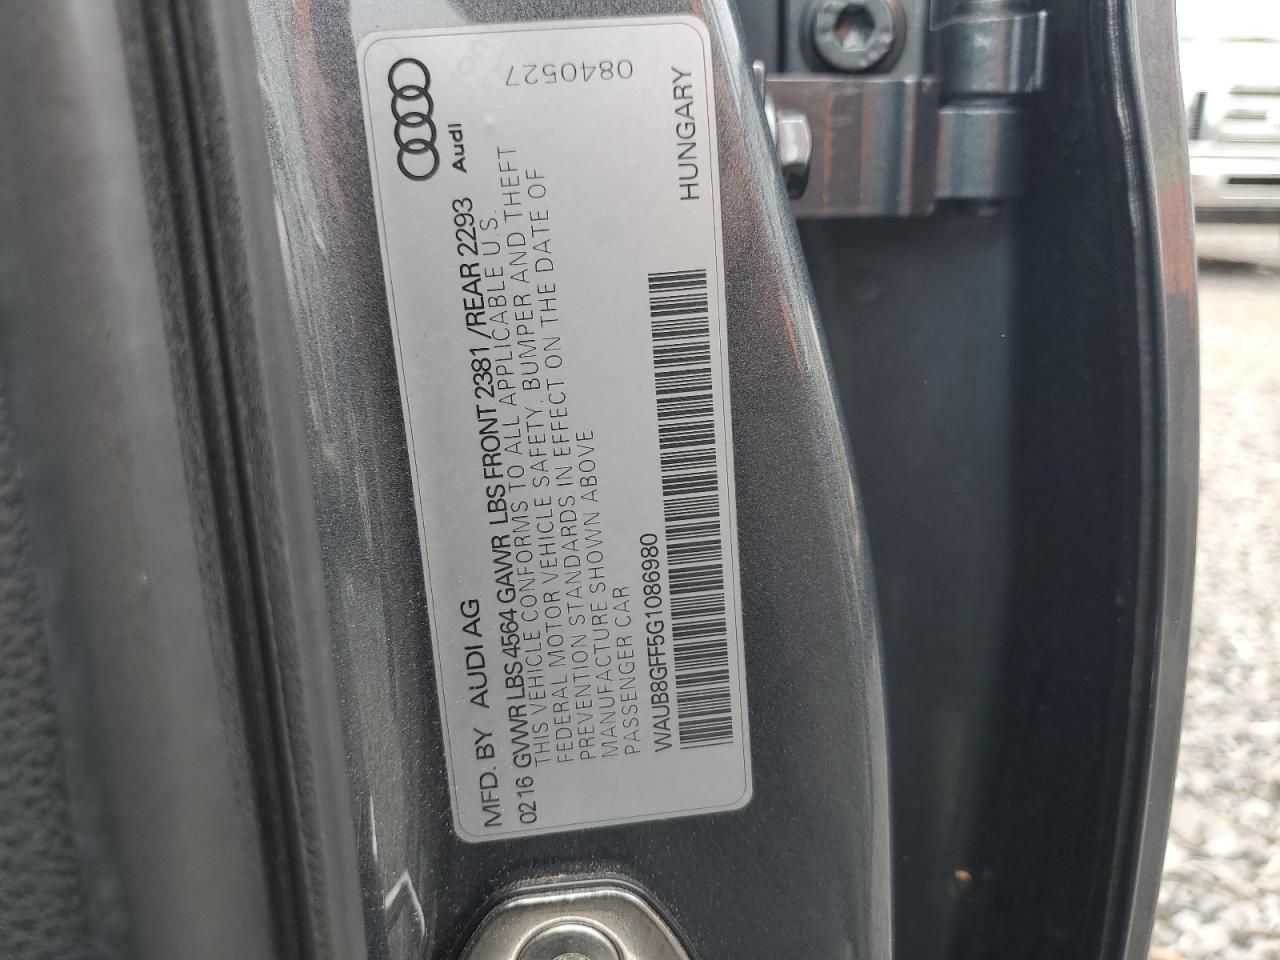 MFD. BY AUDI AG
0216 GVWR LBS 4564 GAWR LBS FRONT 2381/REAR 2293
THIS VEHICLE CONFORMS TO ALL APPLICABLE U.S.
FEDERAL MOTOR VEHICLE SAFETY, BUMPER AND THEFT
PREVENTION STANDARDS IN EFFECT ON THE DATE OF
MANUFACTURE SHOWN ABOVE
PASSENGER CAR
WAUB8GFF5G1086980
Audi
HUNGARY
0840527